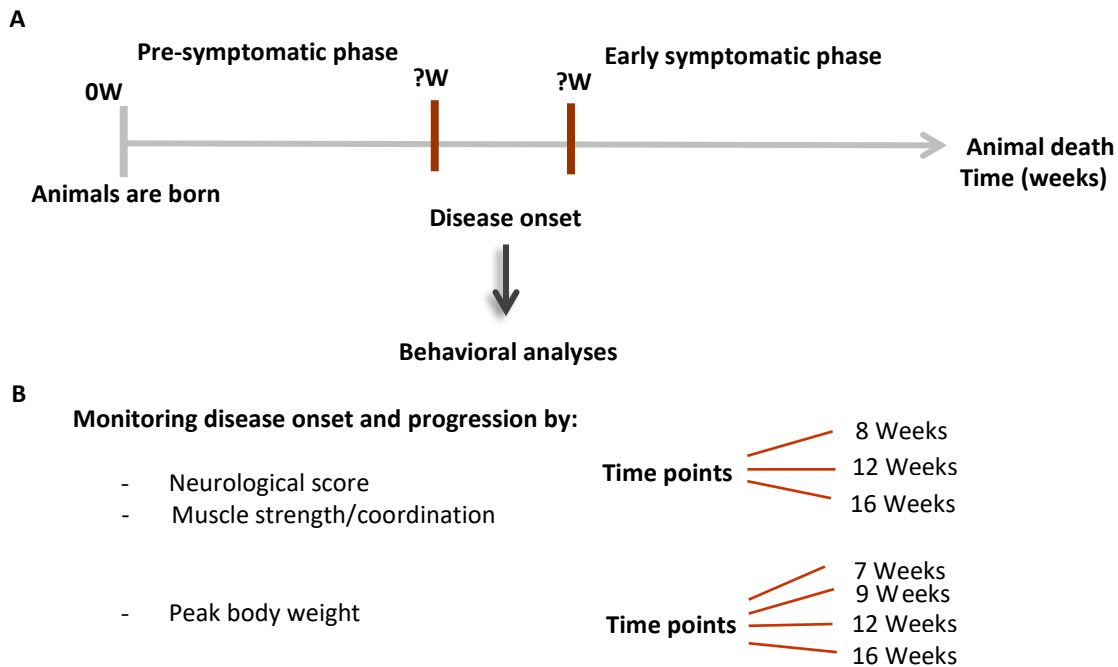 A
Pre-symptomatic phase
Early symptomatic phase
0W
?W
?W
Animal death
Time (weeks)
Animals are born
Disease onset
Behavioral analyses
B
Monitoring disease onset and progression by:
- Neurological score
- Muscle strength/coordination
Time points
8 Weeks
12 Weeks
16 Weeks
- Peak body weight
Time points
7 Weeks
9 Weeks
12 Weeks
16 Weeks